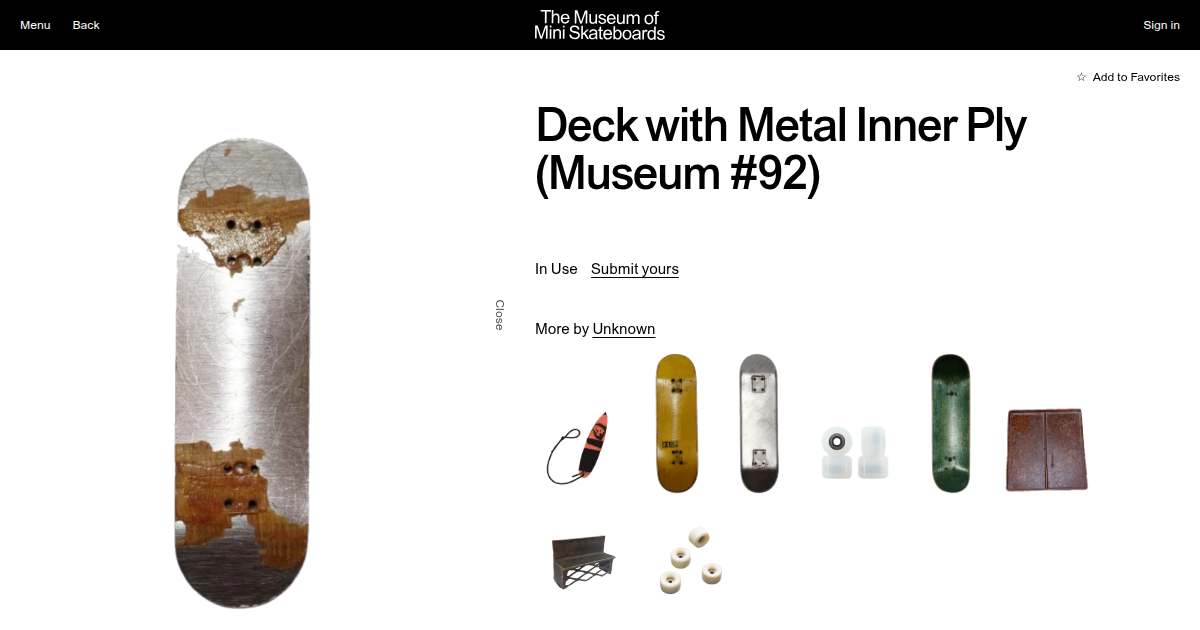 Menu
Back
The Museum of
Mini Skateboards
Sign in
☆ Add to Favorites
Deck with Metal Inner Ply
(Museum #92)
In Use Submit yours
Close
More by Unknown